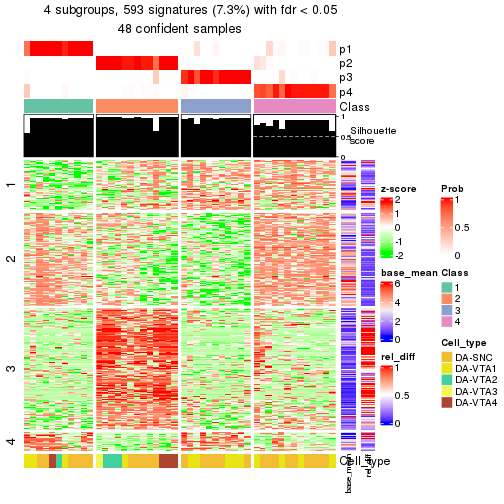 4 subgroups, 593 signatures (7.3%) with fdr < 0.05
48 confident samples
p1
p2
p3
p4
Class
1
0.5
0
Silhouette
score
1
2
3
4
Cell_type
base_mean
rel_diff
z-score
2
1
0
-1
-2
base_mean
6
4
2
0
rel_diff
1
0.5
0
Prob
1
0.5
0
Class
1
2
3
4
Cell_type
DA-SNC
DA-VTA1
DA-VTA2
DA-VTA3
DA-VTA4